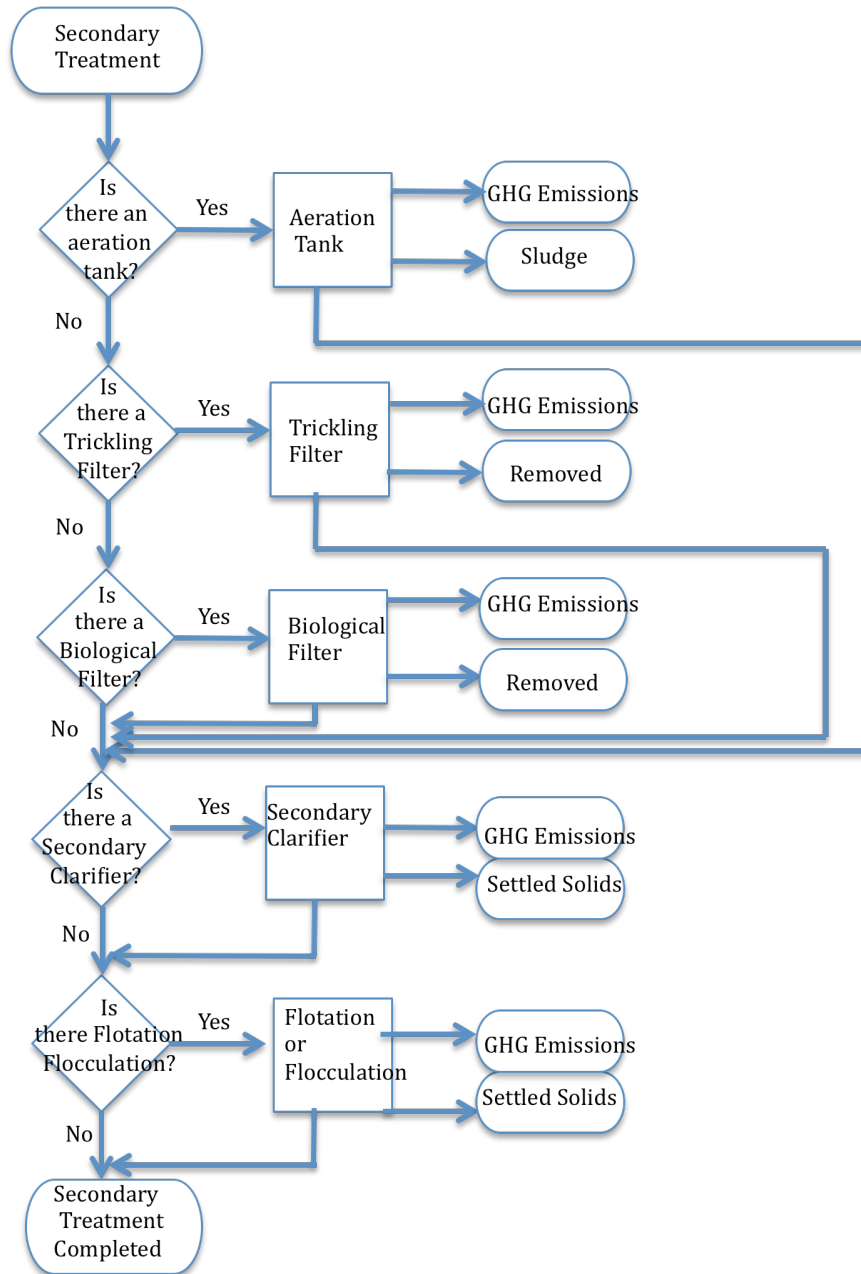 Secondary
Treatment
Is
there an
aeration
tank?
Yes
No
Aeration
Tank
GHG Emissions
Sludge
Is
there a
Trickling
Filter?
Yes
No
Trickling
Filter
GHG Emissions
Removed
Is
there a
Biological
Filter?
Yes
No
Biological
Filter
GHG Emissions
Removed
Is
there a
Secondary
Clarifier?
Yes
No
Secondary
Clarifier
GHG Emissions
Settled Solids
Is
there Flotation
Flocculation?
Yes
No
Flotation
or
Flocculation
GHG Emissions
Settled Solids
Secondary
Treatment
Completed